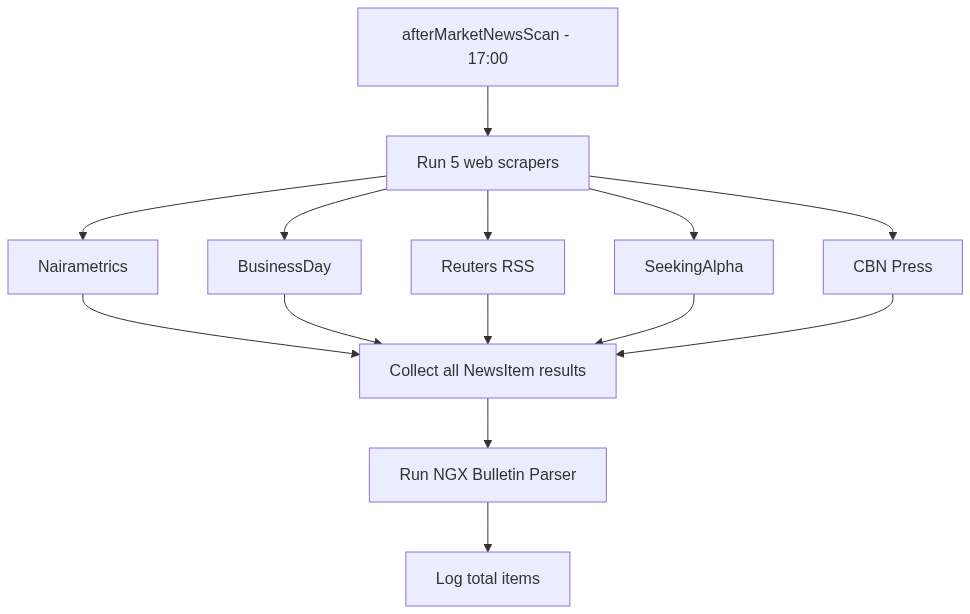 afterMarketNewsScan -
17:00
Run 5 web scrapers
Nairametrics
BusinessDay
Reuters RSS
SeekingAlpha
CBN Press
Collect all NewsItem results
Run NGX Bulletin Parser
Log total items